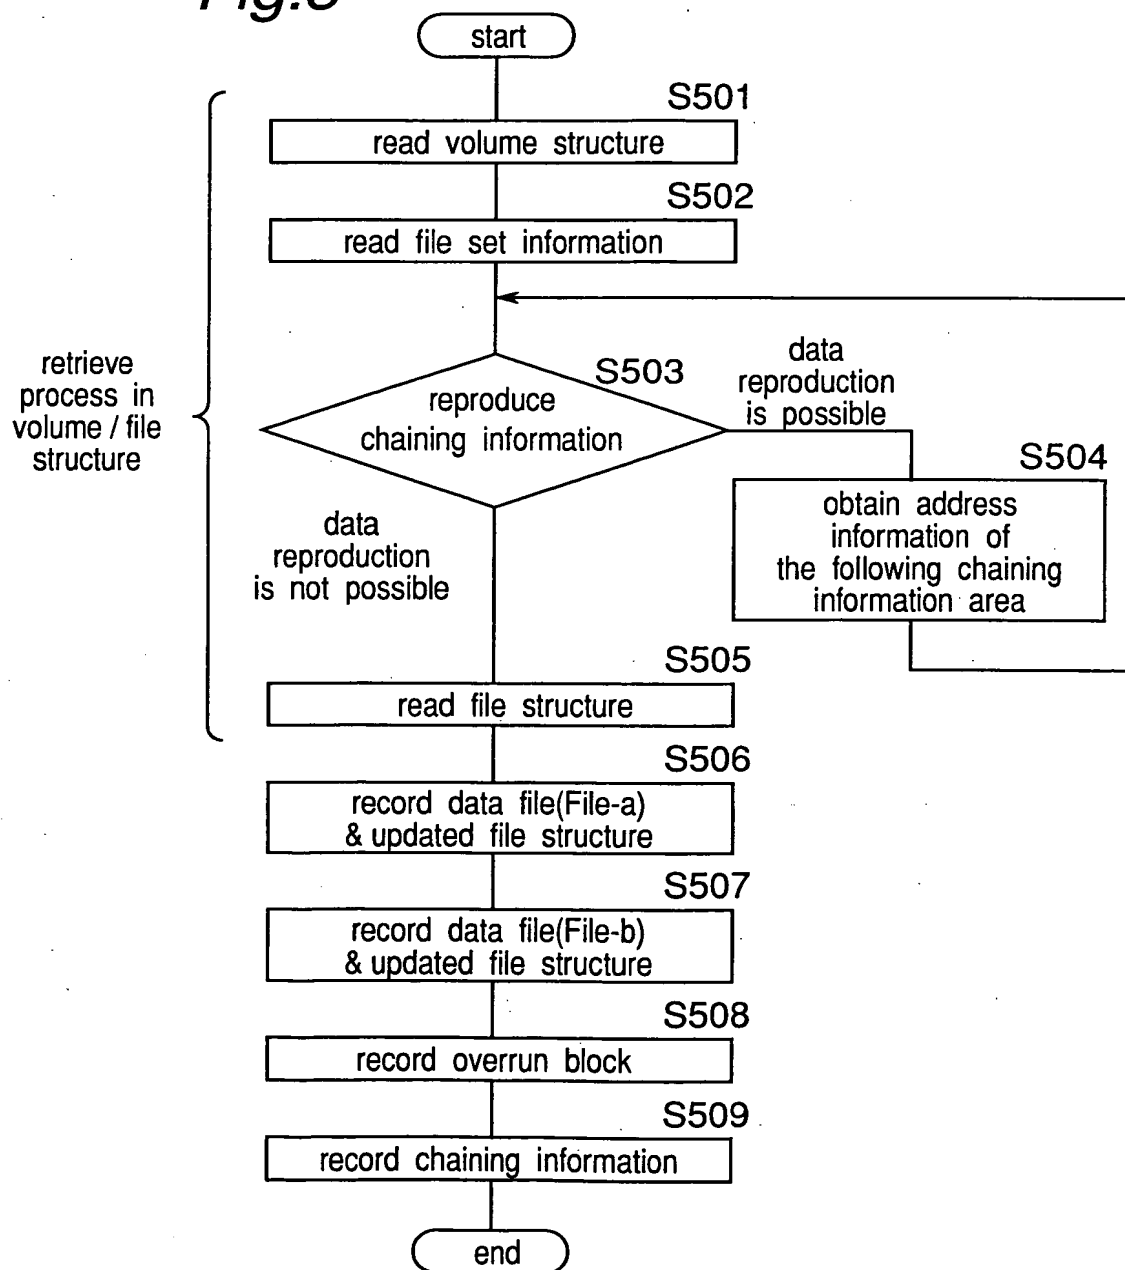 start
S501
read volume structure
S502
read file set information
retrieve
process in
volume / file
structure
S503
reproduce
chaining information
data
reproduction
is possible
S504
obtain address
information of
the following chaining
information area
data
reproduction
is not possible
S505
read file structure
S506
record data file(File-a)
& updated file structure
S507
record data file(File-b)
& updated file structure
S508
record overrun block
S509
record chaining information
end